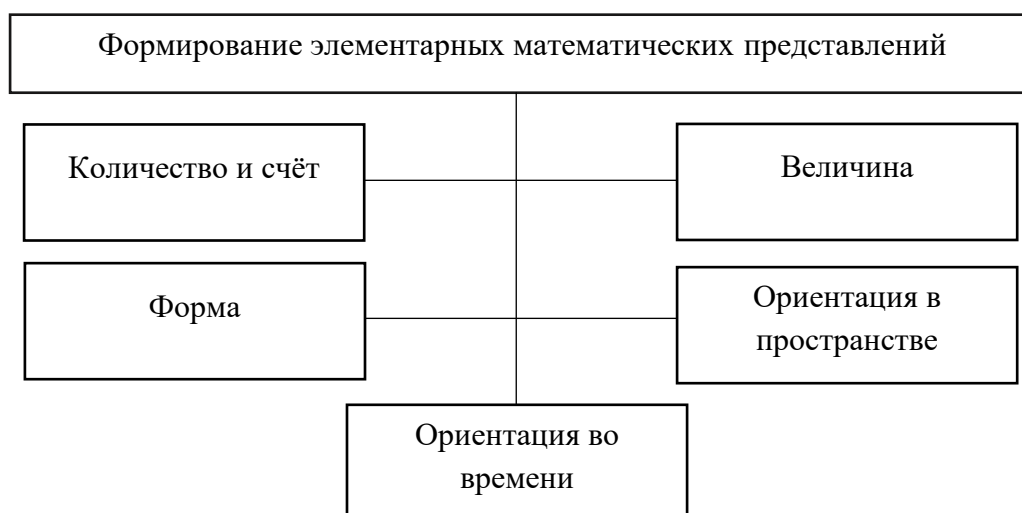 Формирование элементарных математических представлений
Количество и счёт
Величина
Форма
Ориентация в
пространстве
Ориентация во
времени